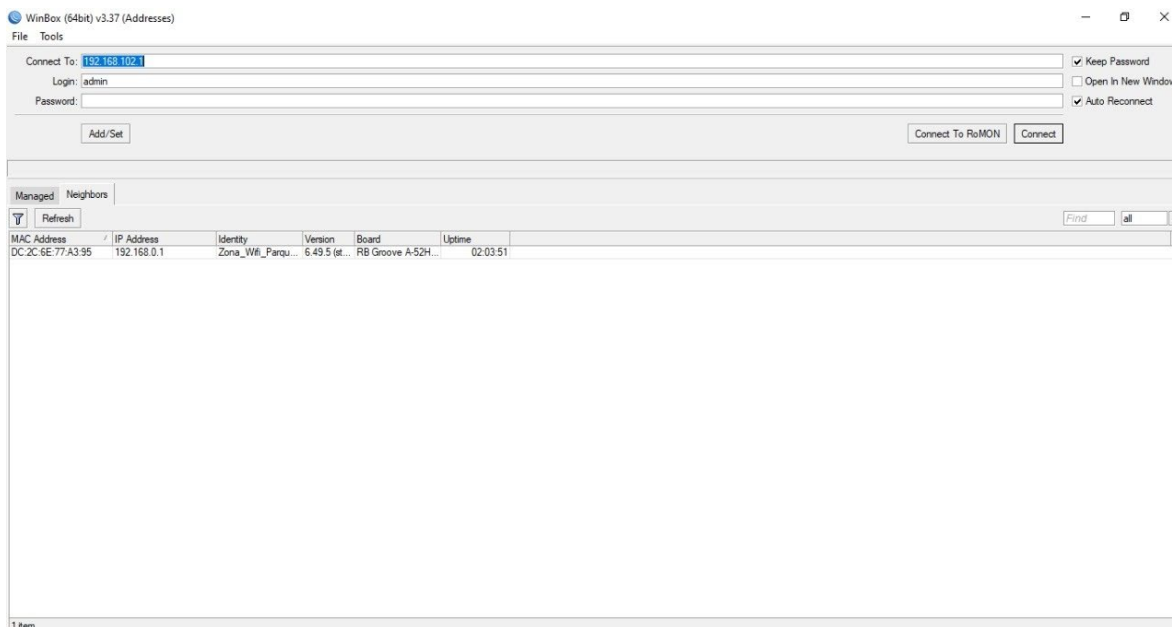 WinBox (64bit) v3.37 (Addresses)
File Tools
Connect To: 192.168.102.1
Keep Password
Login: admin
Open In New Window
Password:
Auto Reconnect
Add/Set
Connect To RoMON
Connect
Managed
Neighbors
Refresh
Find
all
MAC Address IP Address Identity Version Board Uptime
DC:2C:6E:77:A3:95 192.168.0.1 Zona_Wifi_Parqu... 6.49.5 (st... RB Groove A-52H... 02:03:51
1 item